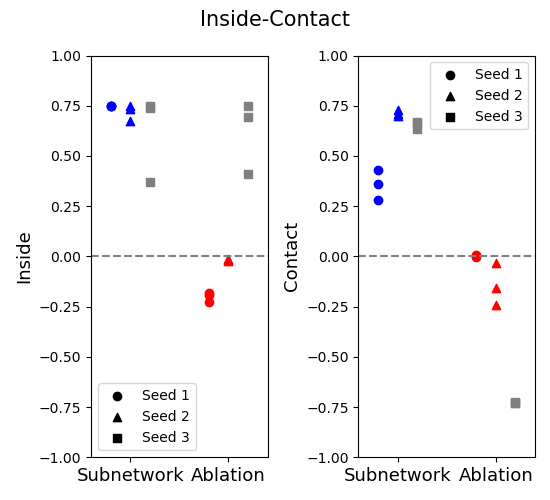 Inside-Contact
Inside
1.00
0.75
0.50
0.25
0.00
−0.25
−0.50
−0.75
−1.00
Seed 1
Seed 2
Seed 3
Subnetwork Ablation
Contact
1.00
0.75
0.50
0.25
0.00
−0.25
−0.50
−0.75
−1.00
Seed 1
Seed 2
Seed 3
Subnetwork Ablation